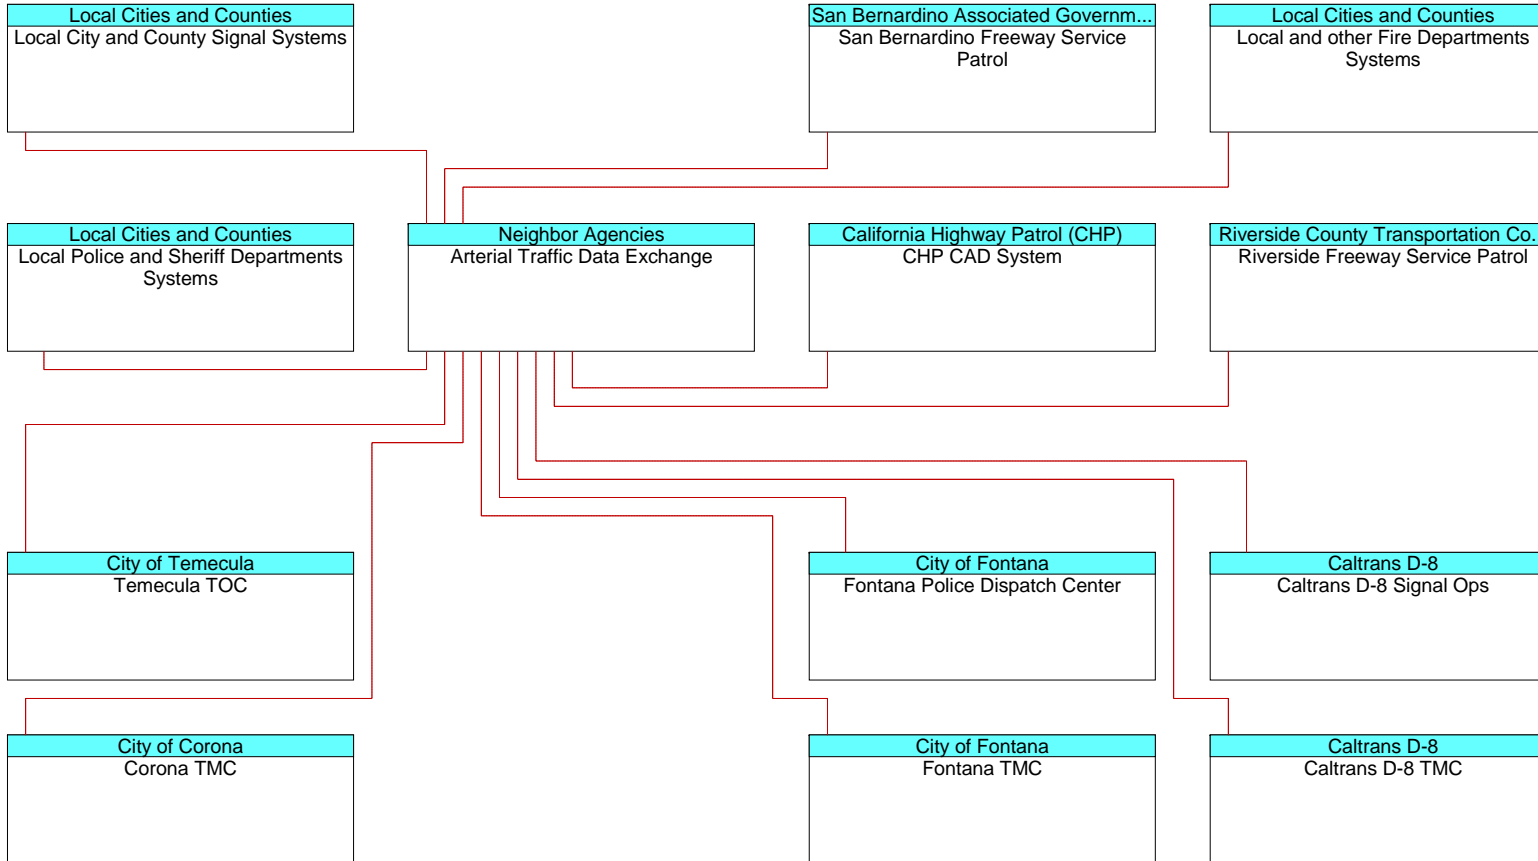 Local Cities and Counties
Local City and County Signal Systems
San Bernardino Associated Governm...
San Bernardino Freeway Service
Patrol
Local Cities and Counties
Local and other Fire Departments
Systems
Local Cities and Counties
Local Police and Sheriff Departments
Systems
Neighbor Agencies
Arterial Traffic Data Exchange
California Highway Patrol (CHP)
CHP CAD System
Riverside County Transportation Co..
Riverside Freeway Service Patrol
City of Temecula
Temecula TOC
City of Fontana
Fontana Police Dispatch Center
Caltrans D-8
Caltrans D-8 Signal Ops
City of Corona
Corona TMC
City of Fontana
Fontana TMC
Caltrans D-8
Caltrans D-8 TMC